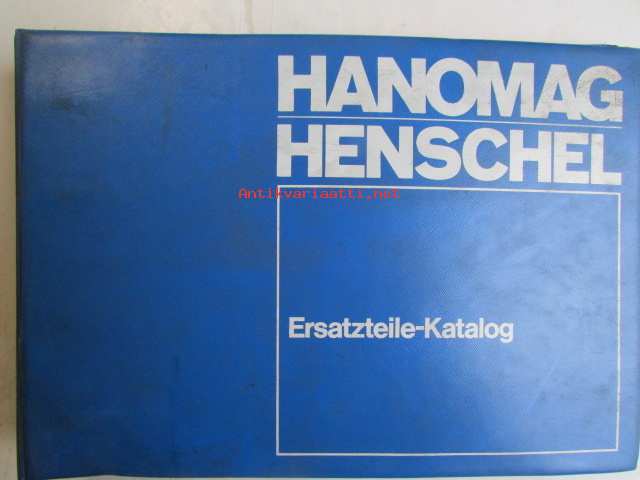 HANOMAG
HENSCHEL
Antikvariaatti.net
Ersatzteile-Katalog